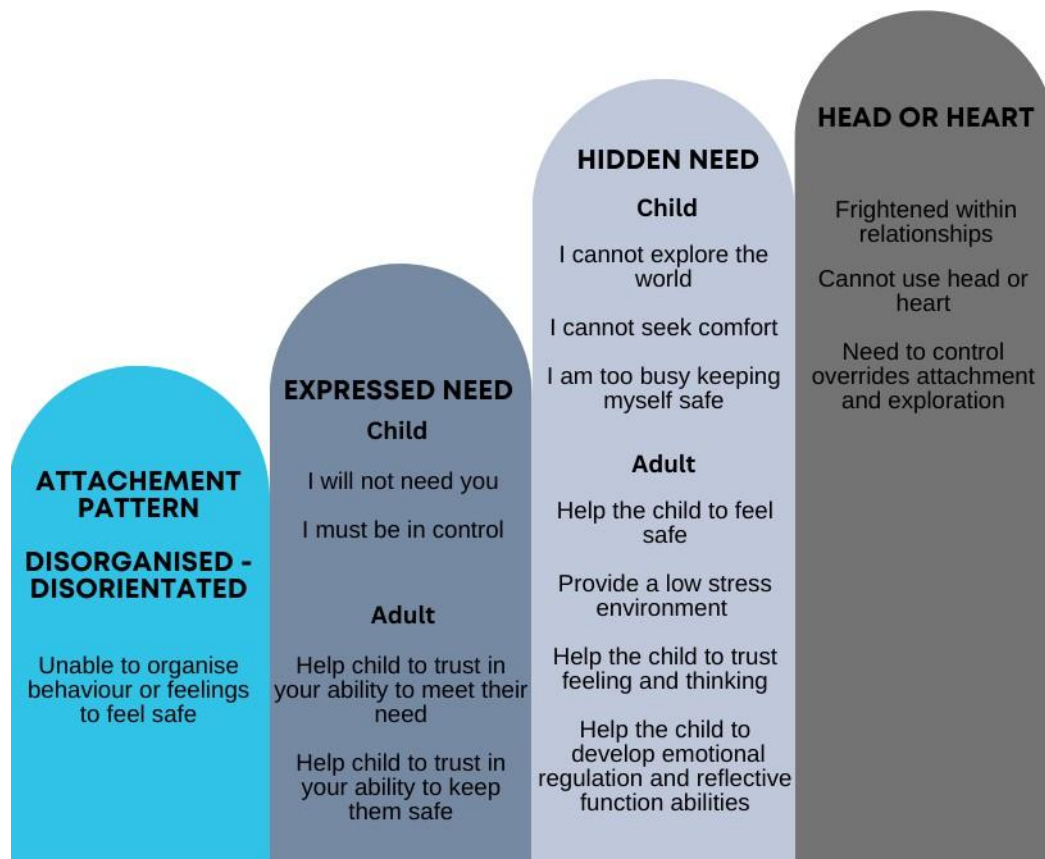 ATTACHEMENT
PATTERN
DISORGANISED -
DISORIENTATED
Unable to organise
behaviour or feelings
to feel safe
EXPRESSED NEED
Child
I will not need you
I must be in control
Adult
Help child to trust in
your ability to meet their
need
Help child to trust in
your ability to keep
them safe
HIDDEN NEED
Child
I cannot explore the
world
I cannot seek comfort
I am too busy keeping
myself safe
Adult
Help the child to feel
safe
Provide a low stress
environment
Help the child to trust
feeling and thinking
Help the child to
develop emotional
regulation and reflective
function abilities
HEAD OR HEART
Frightened within
relationships
Cannot use head or
heart
Need to control
overrides attachment
and exploration